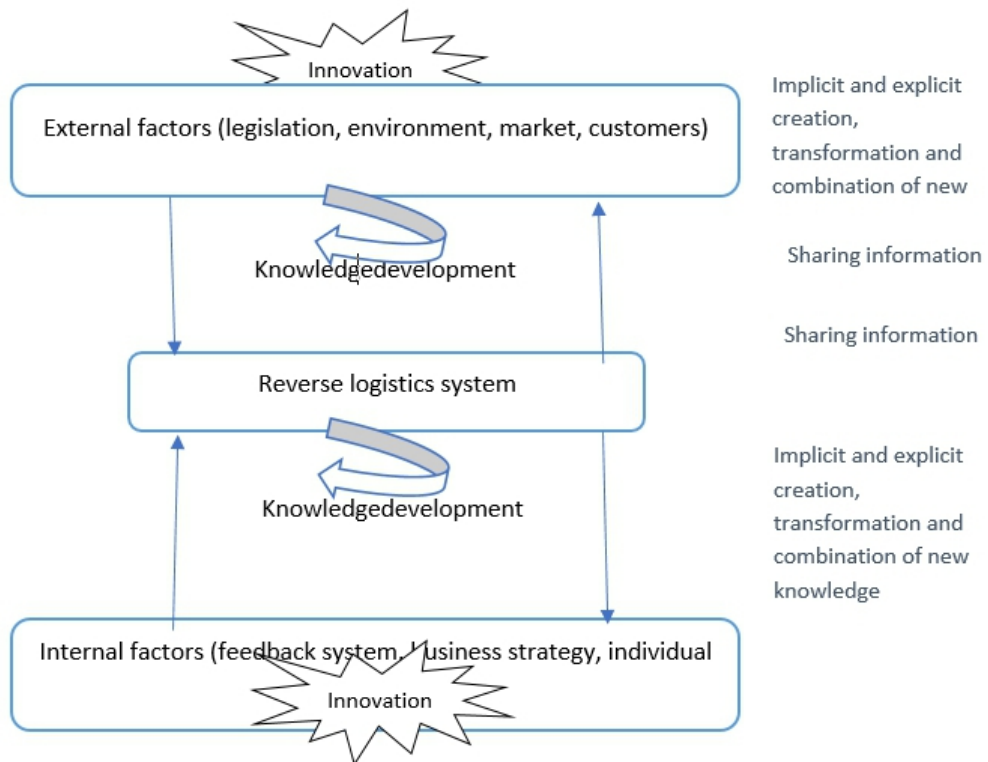 Innovation
External factors (legislation, environment, market, customers)
Implicit and explicit
creation,
transformation and
combination of new
Knowledgedevelopment
Sharing information
Sharing information
Reverse logistics system
Knowledgedevelopment
Implicit and explicit
creation,
transformation and
combination of new
knowledge
Internal factors (feedback system, business strategy, individual
Innovation